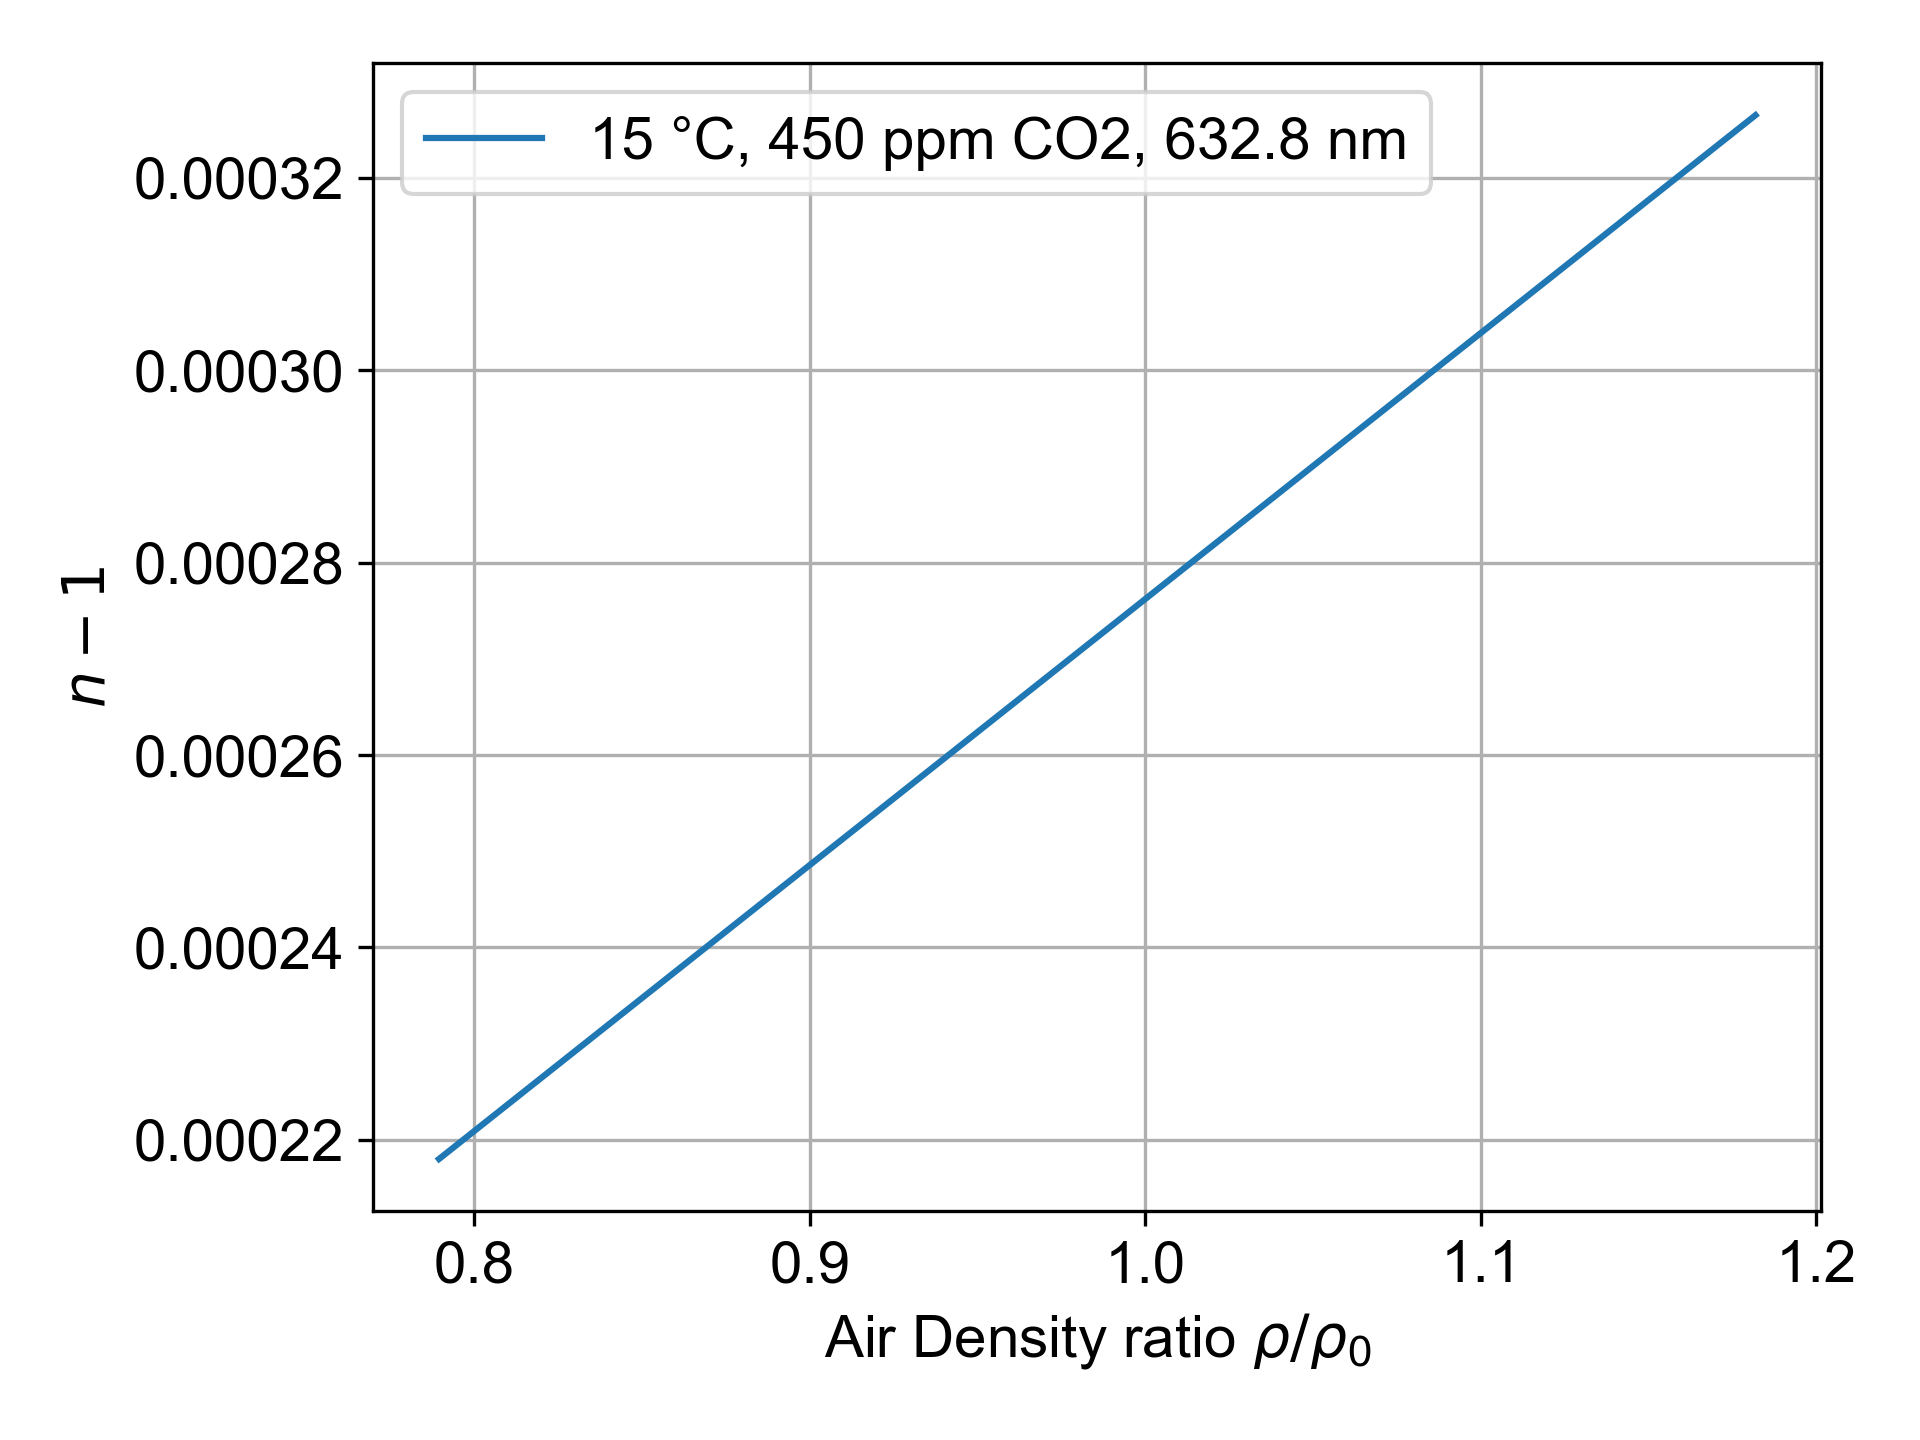 15 °C, 450 ppm CO2, 632.8 nm
0.00032
0.00030
0.00028
0.00026
0.00024
0.00022
n − 1
0.8 0.9 1.0 1.1 1.2
Air Density ratio ρ/ρ₀